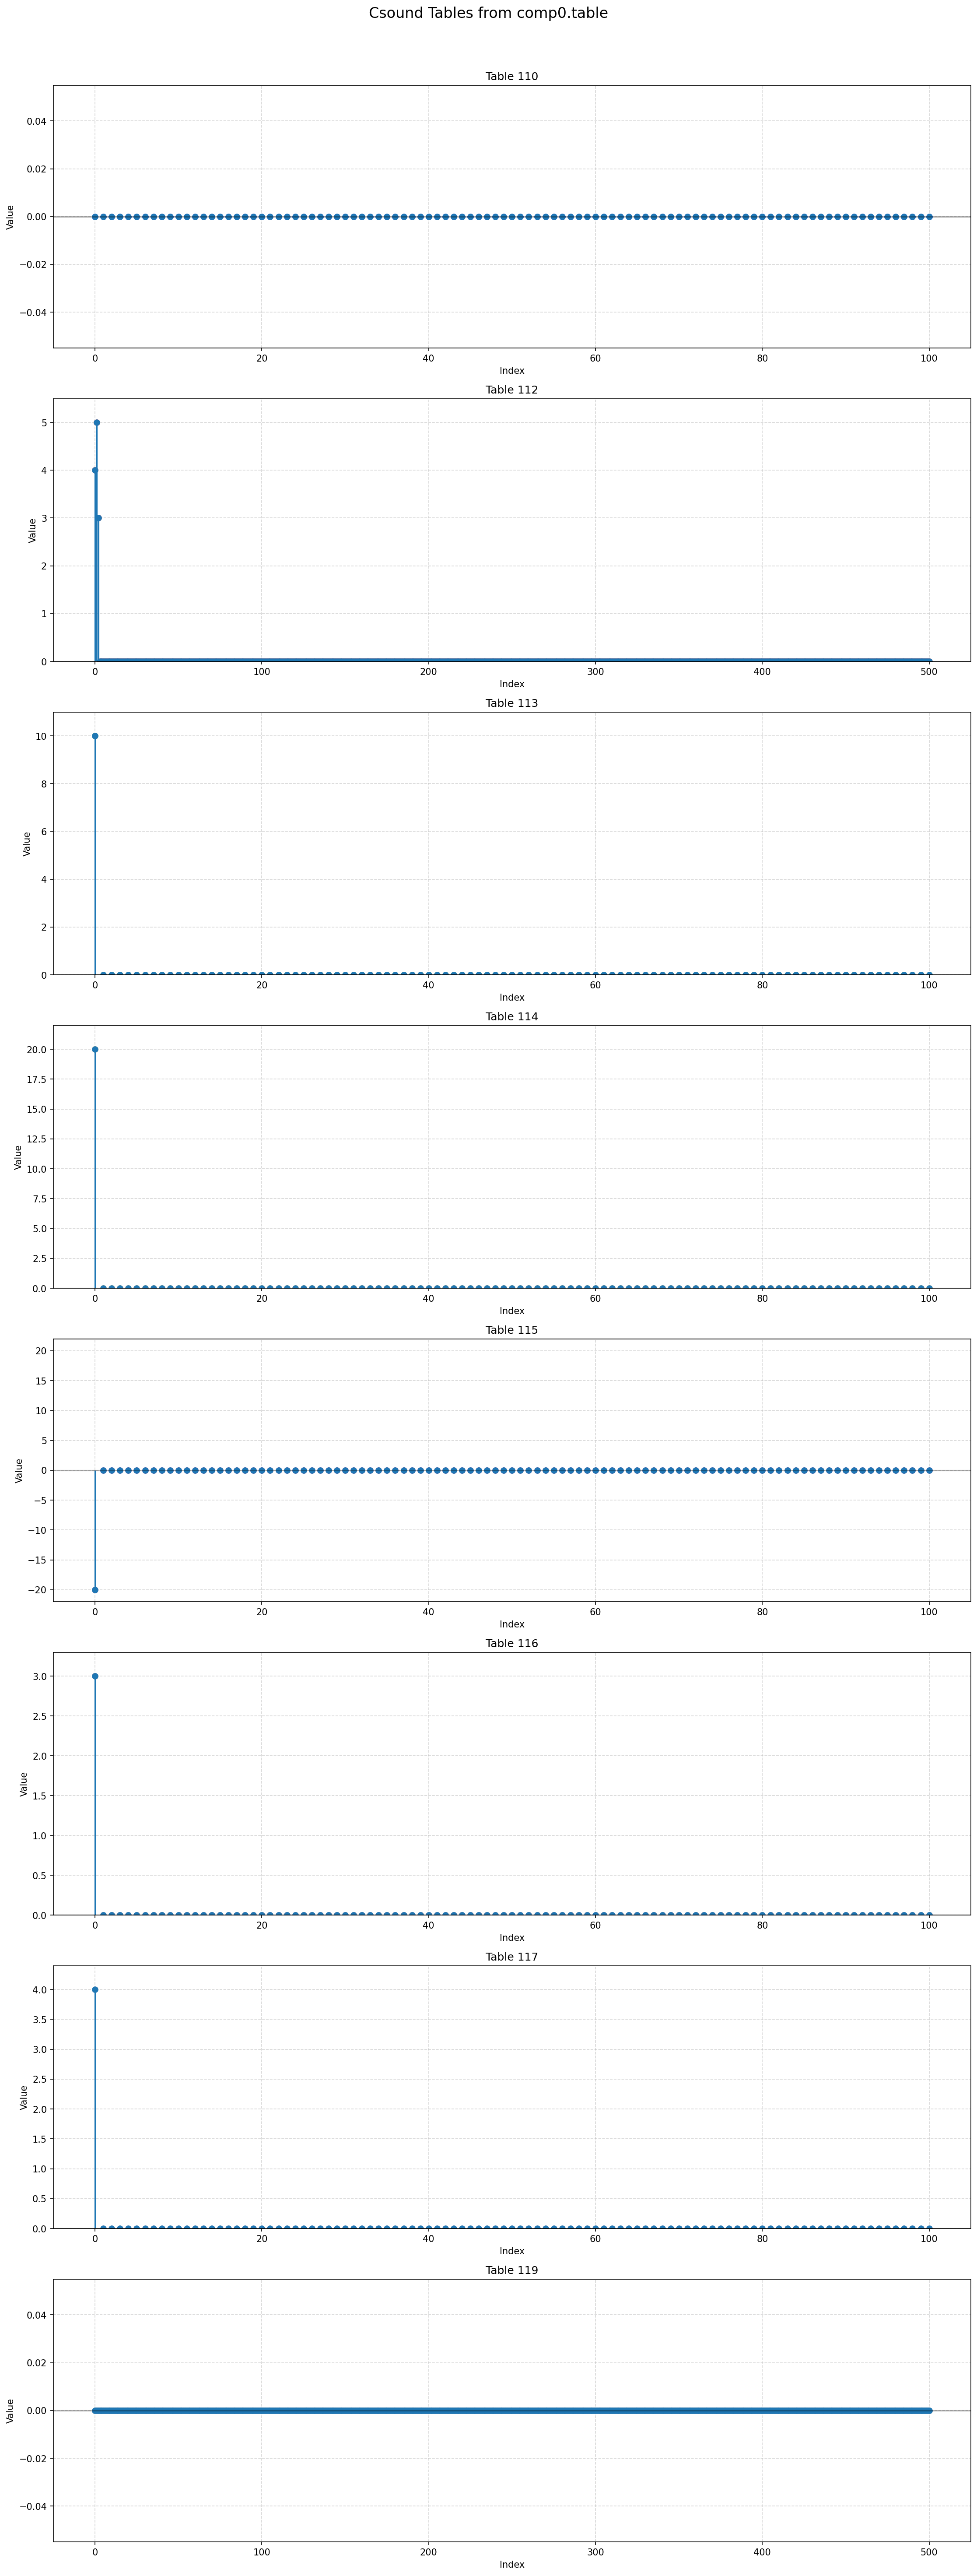 Csound Tables from comp0.table
Table 110
0.04
0.02
0.00
−0.02
−0.04
Value
0 20 40 60 80 100
Index
Table 112
5
4
3
2
1
0
Value
0 100 200 300 400 500
Index
Table 113
10
8
6
4
2
0
Value
0 20 40 60 80 100
Index
Table 114
20.0
17.5
15.0
12.5
10.0
7.5
5.0
2.5
0.0
Value
0 20 40 60 80 100
Index
Table 115
20
15
10
5
0
−5
−10
−15
−20
Value
0 20 40 60 80 100
Index
Table 116
3.0
2.5
2.0
1.5
1.0
0.5
0.0
Value
0 20 40 60 80 100
Index
Table 117
4.0
3.5
3.0
2.5
2.0
1.5
1.0
0.5
0.0
Value
0 20 40 60 80 100
Index
Table 119
0.04
0.02
0.00
−0.02
−0.04
Value
0 100 200 300 400 500
Index